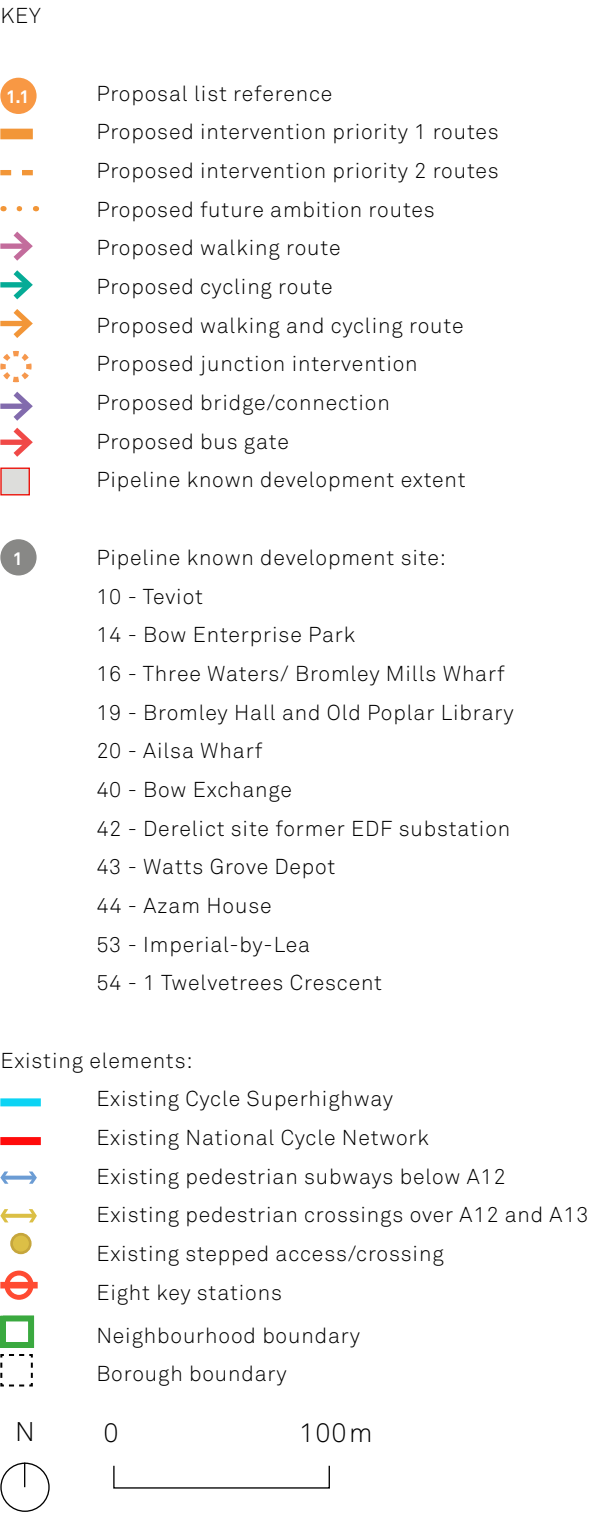 KEY
1.1 Proposal list reference
Proposed intervention priority 1 routes
Proposed intervention priority 2 routes
Proposed future ambition routes
Proposed walking route
Proposed cycling route
Proposed walking and cycling route
Proposed junction intervention
Proposed bridge/connection
Proposed bus gate
Pipeline known development extent
1 Pipeline known development site:
10 - Teviot
14 - Bow Enterprise Park
16 - Three Waters/ Bromley Mills Wharf
19 - Bromley Hall and Old Poplar Library
20 - Ailsa Wharf
40 - Bow Exchange
42 - Derelict site former EDF substation
43 - Watts Grove Depot
44 - Azam House
53 - Imperial-by-Lea
54 - 1 Twelvetrees Crescent
Existing elements:
Existing Cycle Superhighway
Existing National Cycle Network
Existing pedestrian subways below A12
Existing pedestrian crossings over A12 and A13
Existing stepped access/crossing
Eight key stations
Neighbourhood boundary
Borough boundary
N 0 100m